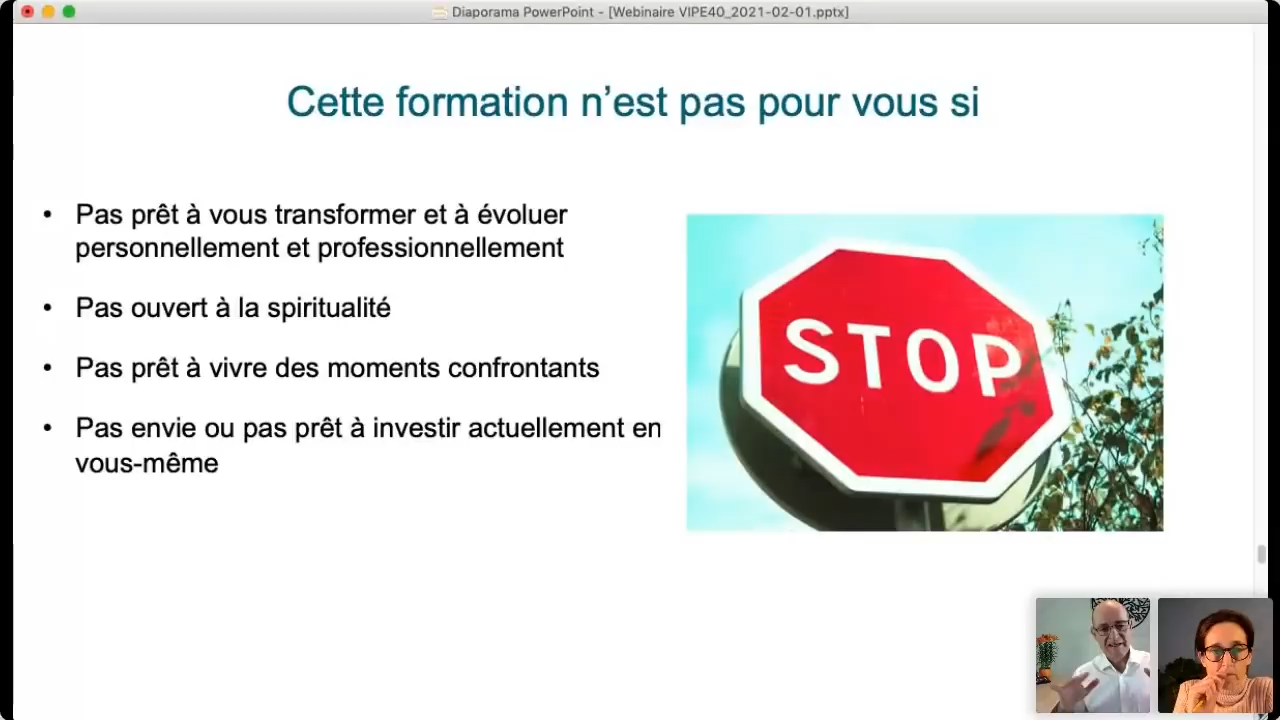 Diaporama PowerPoint - [Webinaire VIPE40_2021-02-01.pptx]
Cette formation n’est pas pour vous si
• Pas prêt à vous transformer et à évoluer
personnellement et professionnellement
• Pas ouvert à la spiritualité
• Pas prêt à vivre des moments confrontants
• Pas envie ou pas prêt à investir actuellement en
vous-même
STOP